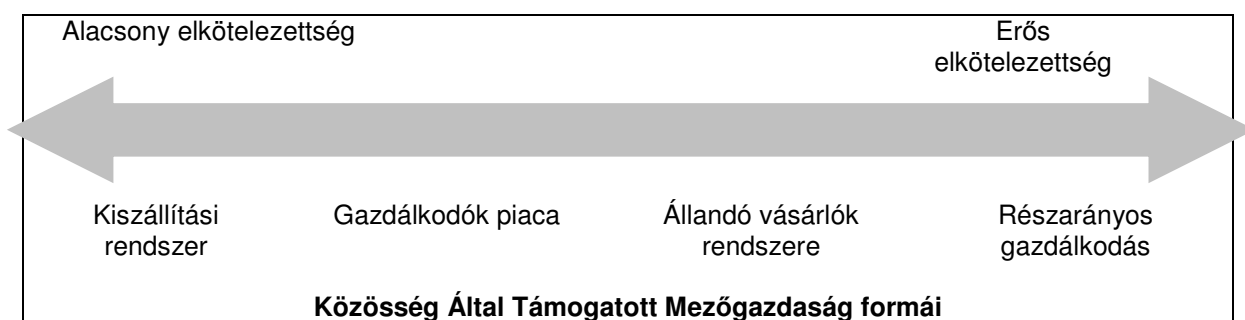 Alacsony elkötelezettség
Erős
elkötelezettség
Kiszállítási
rendszer
Gazdálkodók piaca
Állandó vásárlók
rendszere
Részarányos
gazdálkodás
Közösség Által Támogatott Mezőgazdaság formái